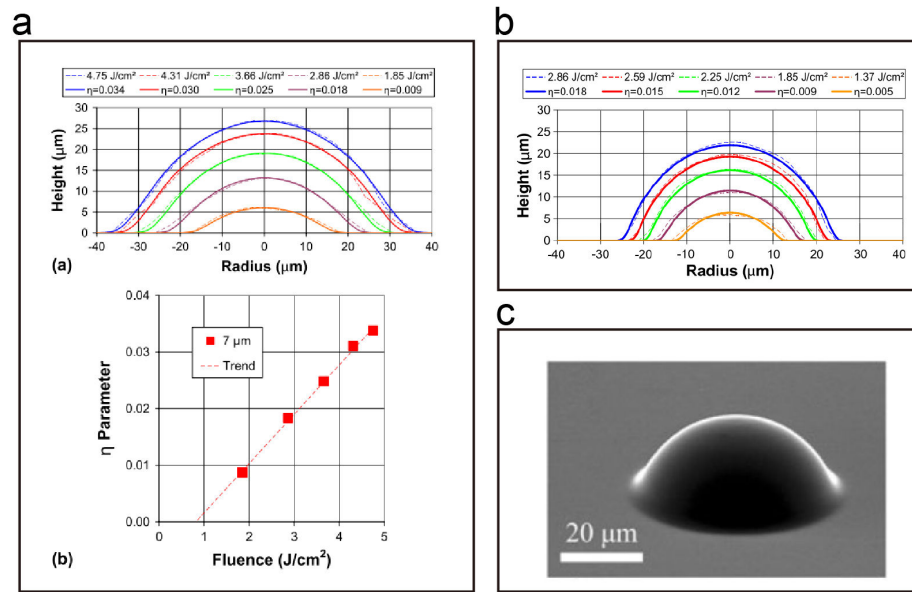 a
4.75 J/cm² 4.31 J/cm² 3.66 J/cm² 2.86 J/cm² 1.85 J/cm²
η=0.034 η=0.030 η=0.025 η=0.018 η=0.009
Height (μm)
30
25
20
15
10
5
0
-40 -30 -20 -10 0 10 20 30 40
(a)
Radius (μm)
η Parameter
0.04
0.03
0.02
0.01
0.00
7 μm
Trend
0 1 2 3 4 5
(b)
Fluence (J/cm²)
b
2.86 J/cm² 2.59 J/cm² 2.25 J/cm² 1.85 J/cm² 1.37 J/cm²
η=0.018 η=0.015 η=0.012 η=0.009 η=0.005
Height (μm)
30
25
20
15
10
5
0
-40 -30 -20 -10 0 10 20 30 40
Radius (μm)
c
20 μm